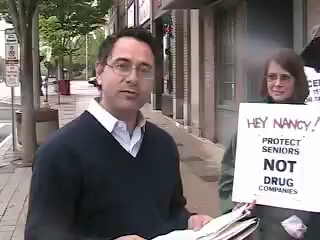 HEY NANCY!
PROTECT
SENIORS
NOT
DRUG
COMPANIES